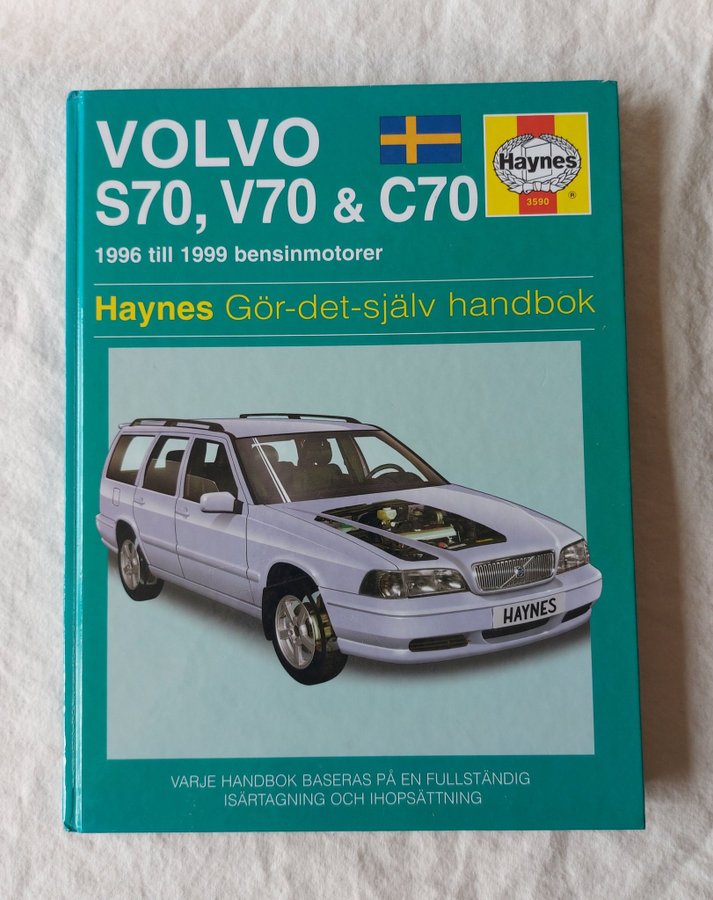 VOLVO
S70, V70 & C70
Haynes
3590
®
1996 till 1999 bensinmotorer
Haynes Gör-det-själv handbok
HAYNES
VARJE HANDBOK BASERAS PÅ EN FULLSTÄNDIG
ISÄRTAGNING OCH IHOPSÄTTNING